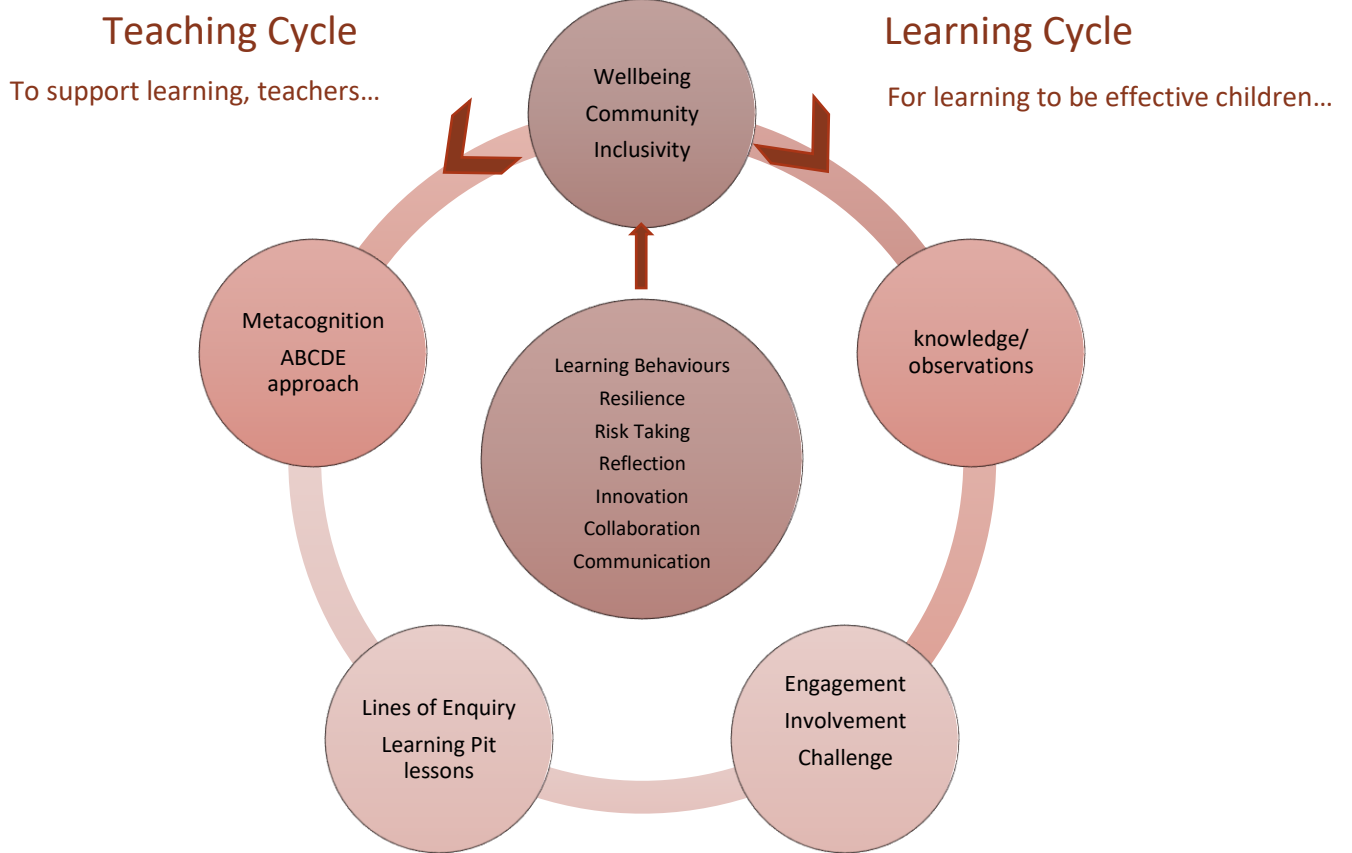 Teaching Cycle
To support learning, teachers...
Learning Cycle
For learning to be effective children...
Wellbeing
Community
Inclusivity
Metacognition
ABCDE
approach
knowledge/
observations
Learning Behaviours
Resilience
Risk Taking
Reflection
Innovation
Collaboration
Communication
Lines of Enquiry
Learning Pit
lessons
Engagement
Involvement
Challenge